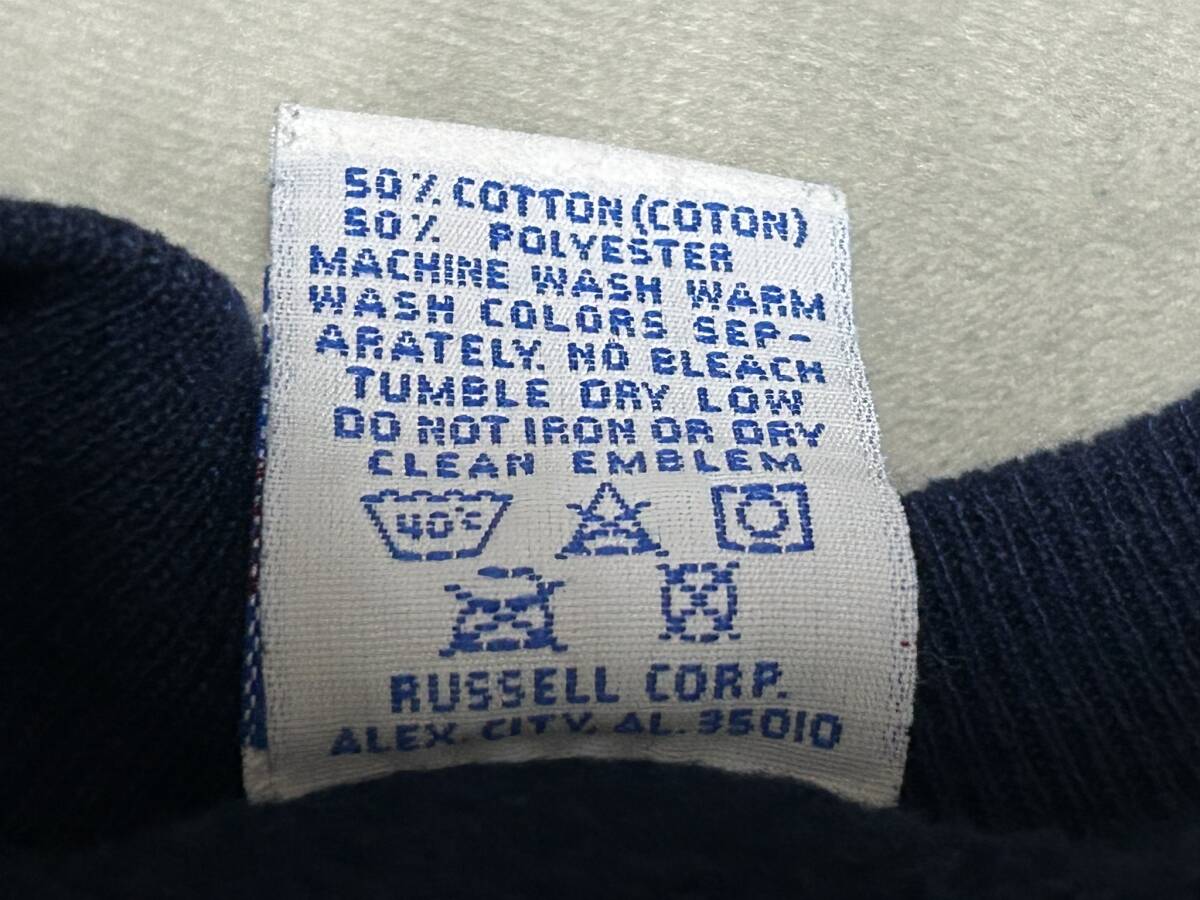 50% COTTON (COTON)
50% POLYESTER
MACHINE WASH WARM
WASH COLORS SEP-
ARATELY. NO BLEACH
TUMBLE DRY LOW
DO NOT IRON OR DRY
CLEAN EMBLEM
40°C
RUSSELL CORP.
ALEX. CITY, AL. 35010